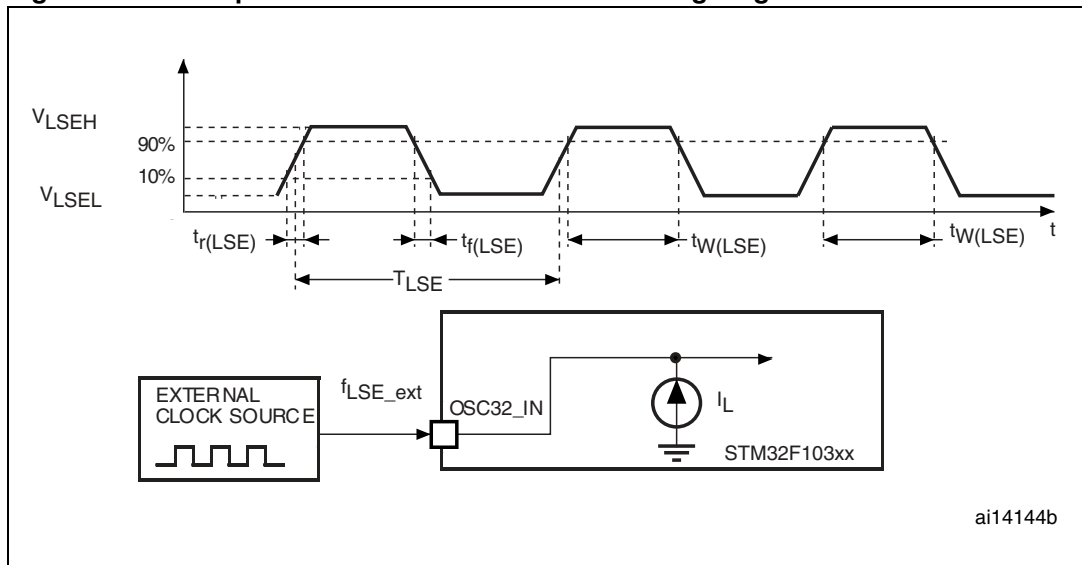 VLSEH
90%
10%
VLSEL
tr(LSE)
tf(LSE)
tW(LSE)
tW(LSE)
t
TLSE
EXTERNAL
CLOCK SOURCE
fLSE_ext
OSC32_IN
IL
STM32F103xx
ai14144b